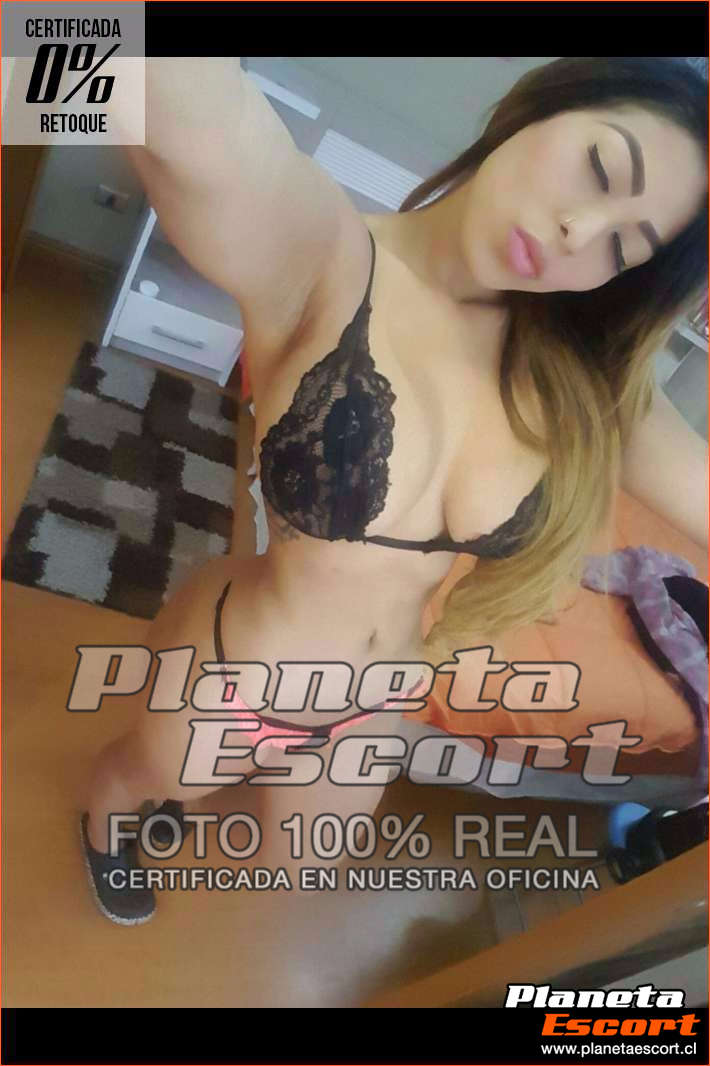 CERTIFICADA
0%
RETOQUE
Planeta
Escort
FOTO 100% REAL
*CERTIFICADA EN NUESTRA OFICINA
Planeta
Escort
www.planetaescort.cl